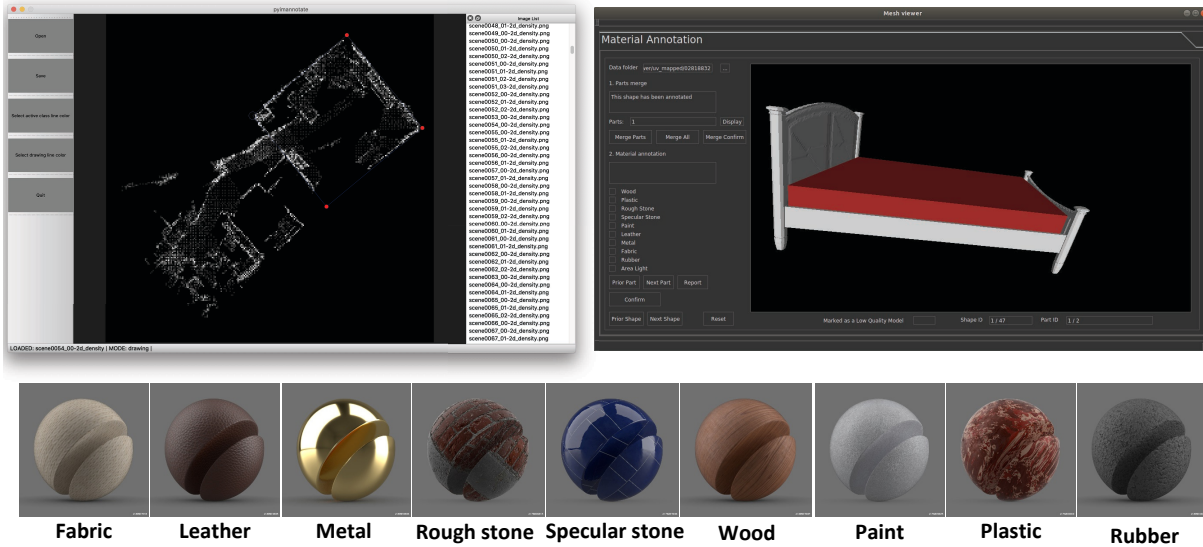 pyimannotate
Open
Save
Select active class line color
Select drawing line color
Quit
Image List
scene0048_01-2d_density.png
scene0049_00-2d_density.png
scene0050_00-2d_density.png
scene0050_01-2d_density.png
scene0050_02-2d_density.png
scene0051_00-2d_density.png
scene0051_01-2d_density.png
scene0051_02-2d_density.png
scene0051_03-2d_density.png
scene0052_00-2d_density.png
scene0052_01-2d_density.png
scene0052_02-2d_density.png
scene0053_00-2d_density.png
scene0054_00-2d_density.png
scene0055_00-2d_density.png
scene0055_01-2d_density.png
scene0055_02-2d_density.png
scene0056_00-2d_density.png
scene0056_01-2d_density.png
scene0057_00-2d_density.png
scene0057_01-2d_density.png
scene0058_00-2d_density.png
scene0058_01-2d_density.png
scene0059_00-2d_density.png
scene0059_01-2d_density.png
scene0059_02-2d_density.png
scene0060_00-2d_density.png
scene0060_01-2d_density.png
scene0061_00-2d_density.png
scene0061_01-2d_density.png
scene0062_00-2d_density.png
scene0062_01-2d_density.png
scene0062_02-2d_density.png
scene0063_00-2d_density.png
scene0064_00-2d_density.png
scene0064_01-2d_density.png
scene0065_00-2d_density.png
scene0065_01-2d_density.png
scene0065_02-2d_density.png
scene0066_00-2d_density.png
scene0067_00-2d_density.png
scene0067_01-2d_density.png
LOADED: scene0054_00-2d_density | MODE: drawing |
Mesh viewer
Material Annotation
Data folder ver/uv_mapped/02818832 ...
1. Parts merge
This shape has been annotated
Parts: 1 Display
Merge Parts Merge All Merge Confirm
2. Material annotation
Wood
Plastic
Rough Stone
Specular Stone
Paint
Leather
Metal
Fabric
Rubber
Area Light
Prior Part Next Part Report
Confirm
Prior Shape Next Shape Reset
Marked as a Low Quality Model Shape ID 1 / 47 Part ID 1 / 2
Fabric Leather Metal Rough stone Specular stone Wood Paint Plastic Rubber